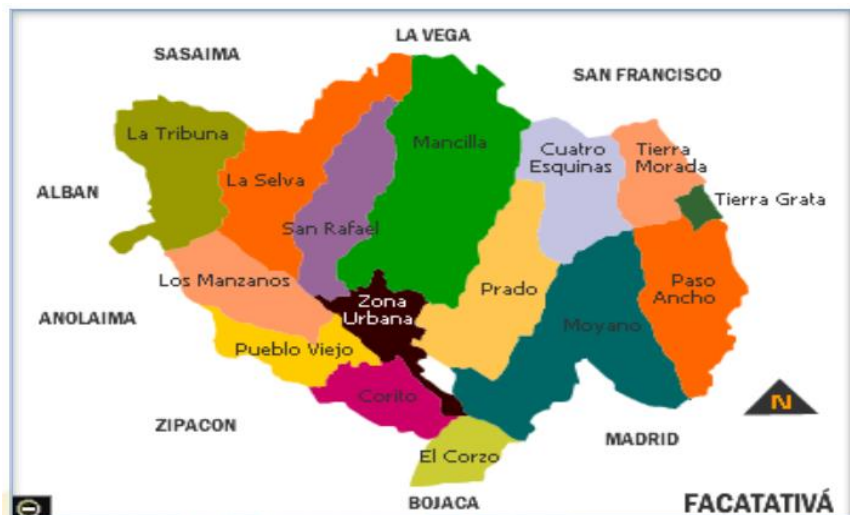 LA VEGA
SASAIMA
SAN FRANCISCO
La Tribuna
Mancilla
Cuatro
Esquinas
Tierra
Morada
La Selva
ALBAN
Tierra Grata
San Rafael
Los Manzanos
Paso
Ancho
Prado
Zona
Urbana
ANOLAIMA
Moyano
Pueblo Viejo
Corito
N
ZIPACON
MADRID
El Corzo
BOJACA
FACATATIVÁ